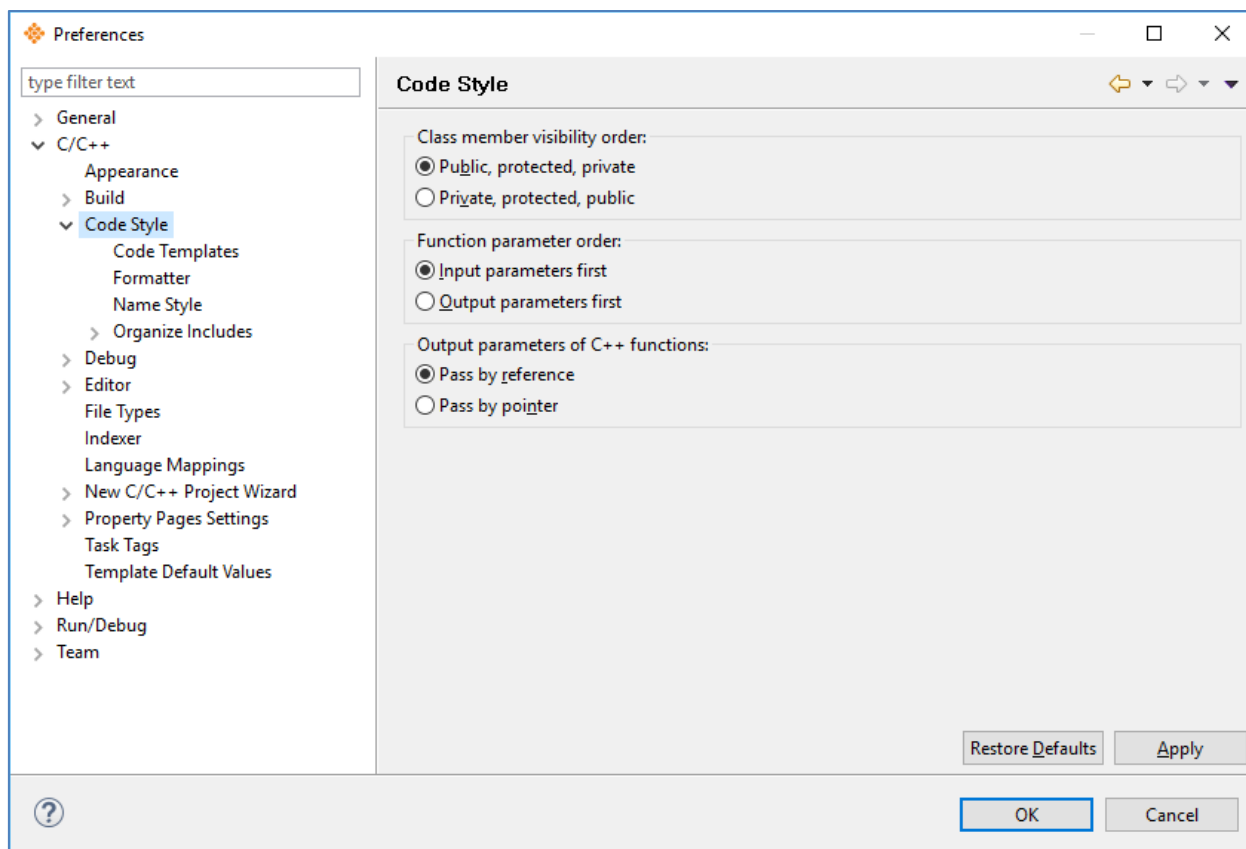 Preferences
type filter text
General
C/C++
Appearance
Build
Code Style
Code Templates
Formatter
Name Style
Organize Includes
Debug
Editor
File Types
Indexer
Language Mappings
New C/C++ Project Wizard
Property Pages Settings
Task Tags
Template Default Values
Help
Run/Debug
Team
Code Style
Class member visibility order:
Public, protected, private
Private, protected, public
Function parameter order:
Input parameters first
Output parameters first
Output parameters of C++ functions:
Pass by reference
Pass by pointer
Restore Defaults Apply
? OK Cancel